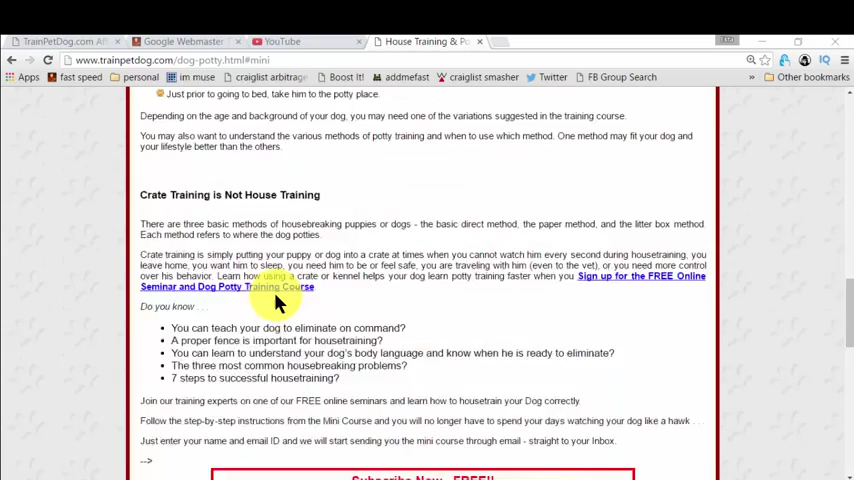 TrainPetDog.com Aff
Google Webmaster
YouTube
House Training & Po
www.trainpetdog.com/dog-potty.html#mini
Apps fast speed personal im muse craiglist arbitrage Boost It! addmefast craiglist smasher Twitter FB Group Search » Other bookmarks
Just prior to going to bed, take him to the potty place.
Depending on the age and background of your dog, you may need one of the variations suggested in the training course.
You may also want to understand the various methods of potty training and when to use which method. One method may fit your dog and
your lifestyle better than the others.
Crate Training is Not House Training
There are three basic methods of housebreaking puppies or dogs - the basic direct method, the paper method, and the litter box method.
Each method refers to where the dog potties.
Crate training is simply putting your puppy or dog into a crate at times when you cannot watch him every second during housetraining, you
leave home, you want him to sleep, you need him to be or feel safe, you are traveling with him (even to the vet), or you need more control
over his behavior. Learn how using a crate or kennel helps your dog learn potty training faster when you Sign up for the FREE Online
Seminar and Dog Potty Training Course
Do you know . . .
• You can teach your dog to eliminate on command?
• A proper fence is important for housetraining?
• You can learn to understand your dog's body language and know when he is ready to eliminate?
• The three most common housebreaking problems?
• 7 steps to successful housetraining?
Join our training experts on one of our FREE online seminars and learn how to housetrain your Dog correctly.
Follow the step-by-step instructions from the Mini Course and you will no longer have to spend your days watching your dog like a hawk . . .
Just enter your name and email ID and we will start sending you the mini course through email - straight to your Inbox.
-->
Subscribe Now - FREE!!